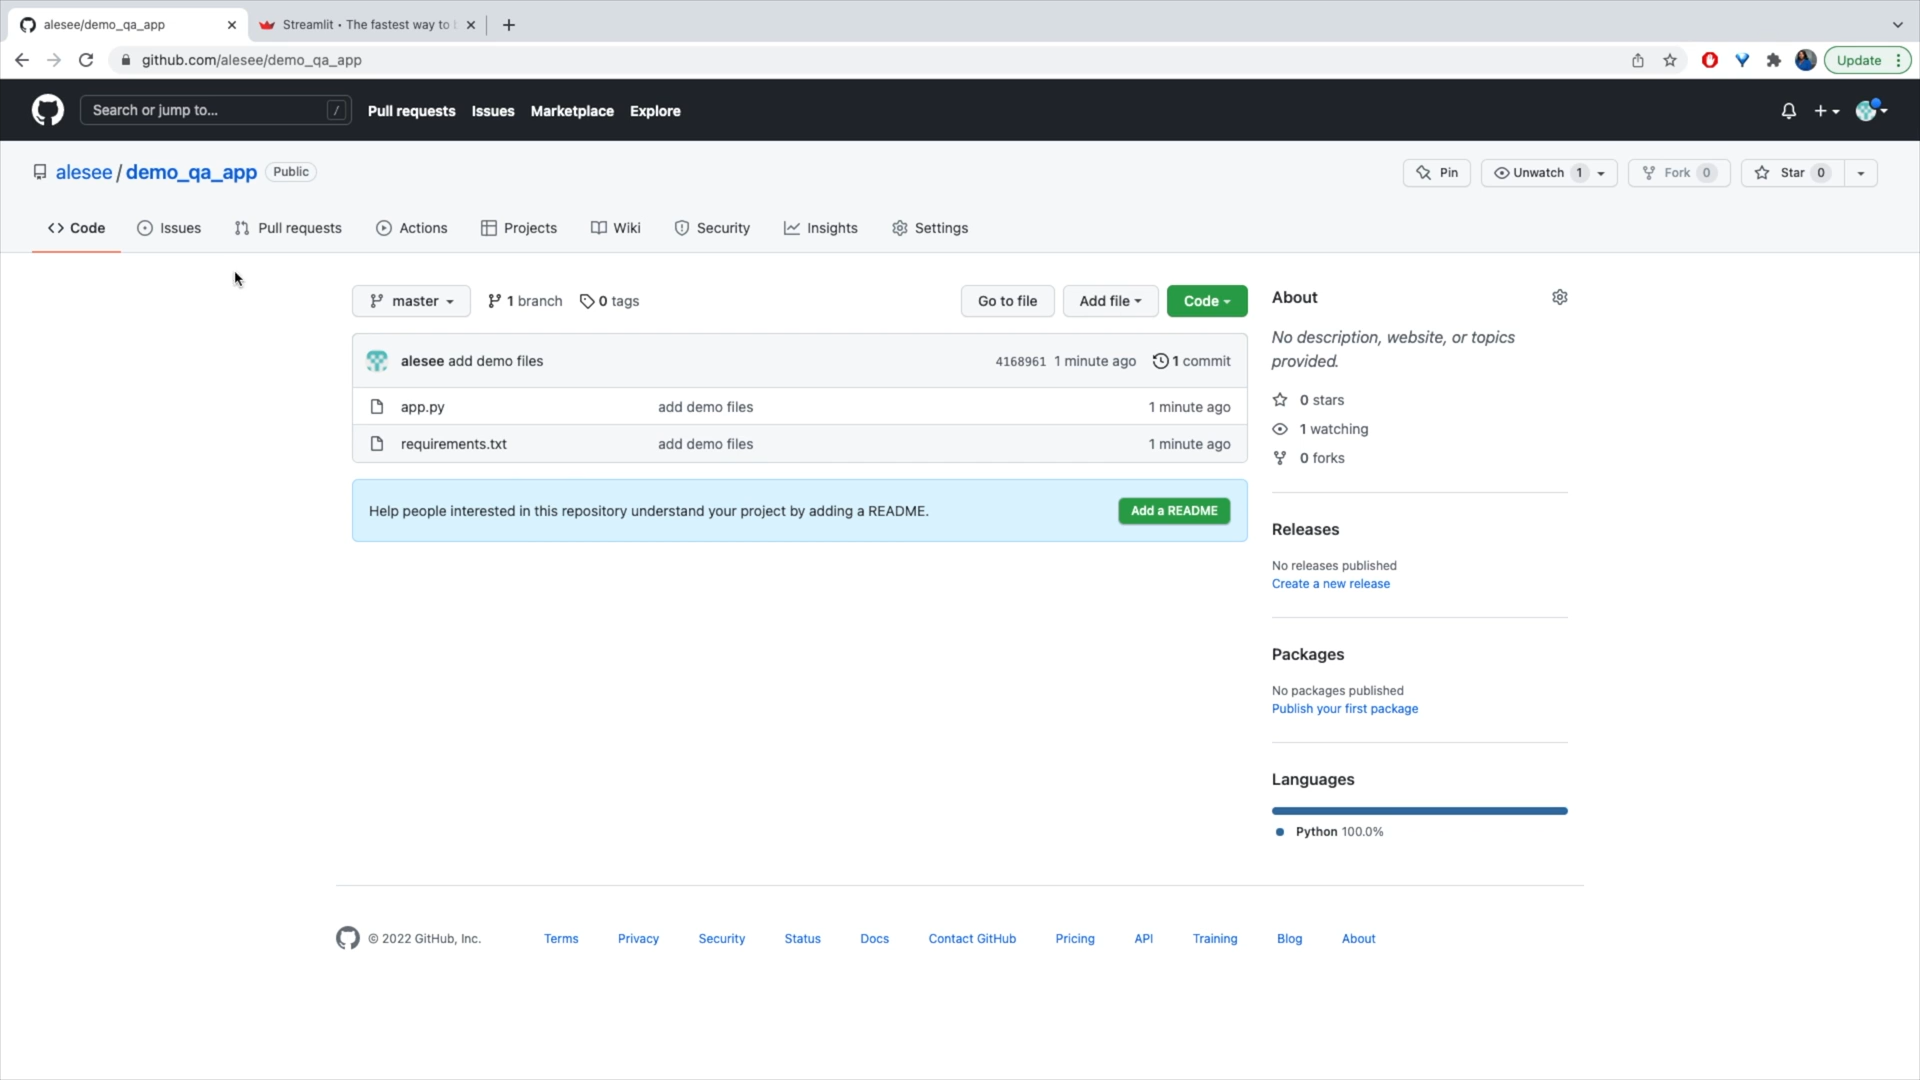 alesee/demo_qa_app
Streamlit • The fastest way to
github.com/alesee/demo_qa_app
Update
Search or jump to...
/
Pull requests
Issues
Marketplace
Explore
alesee / demo_qa_app
Public
Pin
Unwatch 1
Fork 0
Star 0
Code
Issues
Pull requests
Actions
Projects
Wiki
Security
Insights
Settings
master
1 branch
0 tags
Go to file
Add file
Code
alesee add demo files
4168961 1 minute ago
1 commit
app.py
add demo files
1 minute ago
requirements.txt
add demo files
1 minute ago
Help people interested in this repository understand your project by adding a README.
Add a README
About
No description, website, or topics
provided.
0 stars
1 watching
0 forks
Releases
No releases published
Create a new release
Packages
No packages published
Publish your first package
Languages
Python 100.0%
© 2022 GitHub, Inc.
Terms
Privacy
Security
Status
Docs
Contact GitHub
Pricing
API
Training
Blog
About